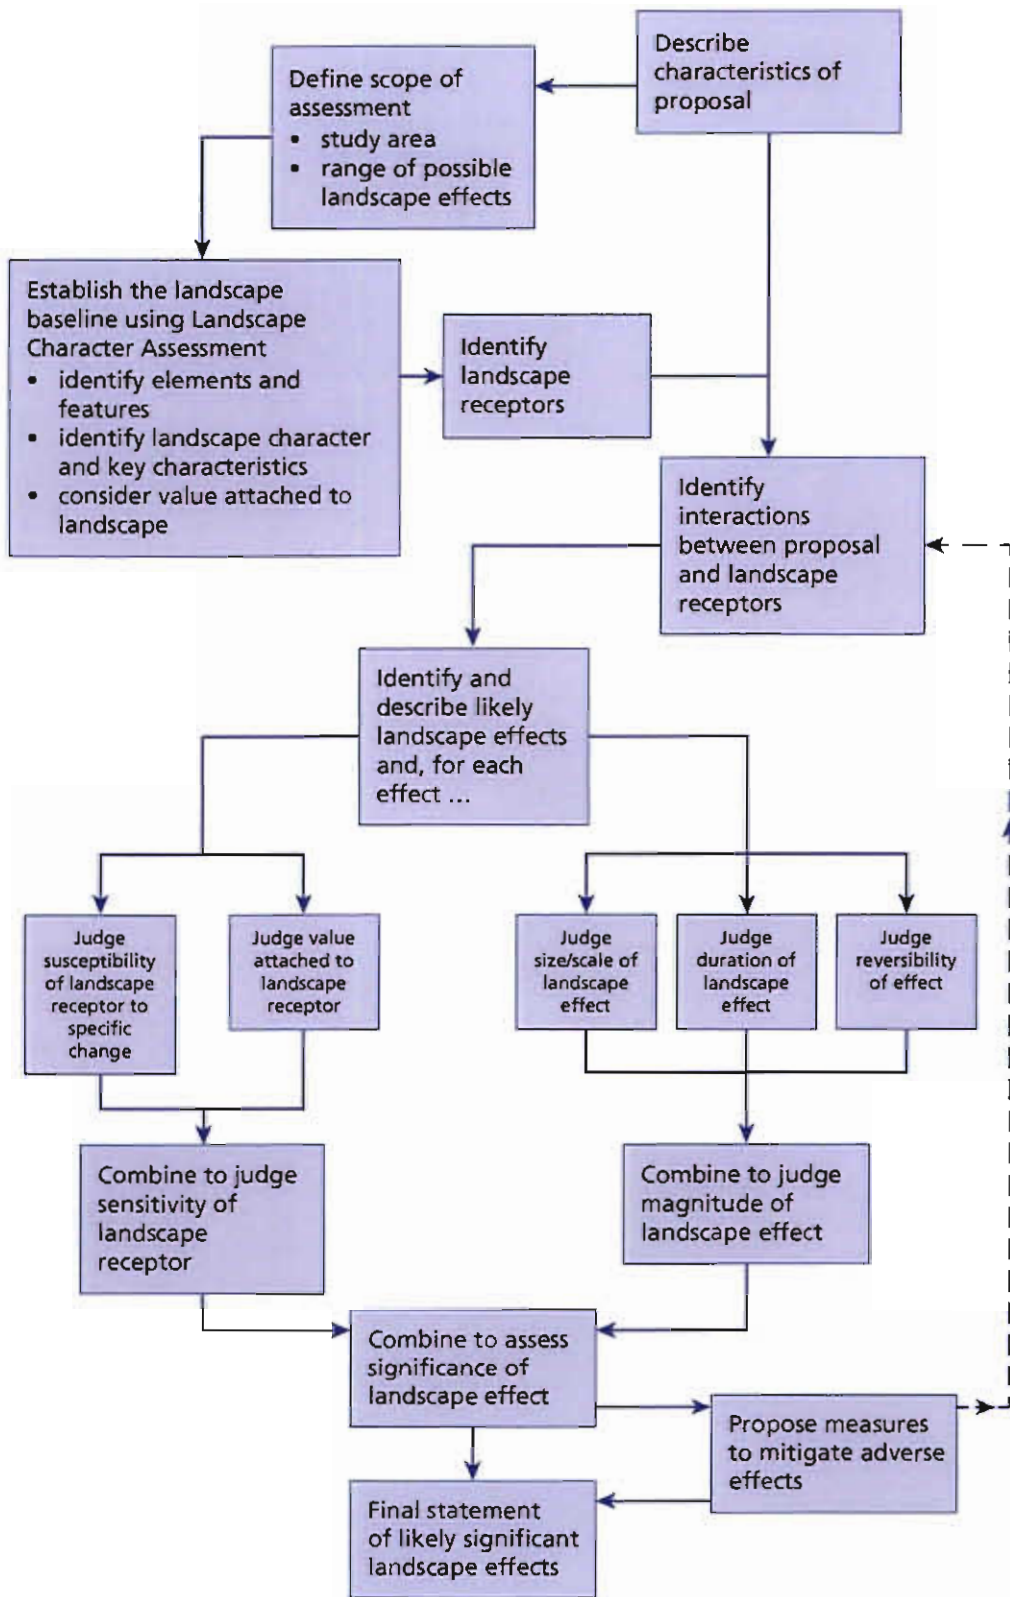 Describe
characteristics of
proposal
Define scope of
assessment
• study area
• range of possible
landscape effects
Establish the landscape
baseline using Landscape
Character Assessment
• identify elements and
features
• identify landscape character
and key characteristics
• consider value attached to
landscape
Identify
landscape
receptors
Identify
interactions
between proposal
and landscape
receptors
Identify and
describe likely
landscape effects
and, for each
effect ...
Judge
susceptibility
of landscape
receptor to
specific
change
Judge value
attached to
landscape
receptor
Judge
size/scale of
landscape
effect
Judge
duration of
landscape
effect
Judge
reversibility
of effect
Combine to judge
sensitivity of
landscape
receptor
Combine to judge
magnitude of
landscape effect
Combine to assess
significance of
landscape effect
Propose measures
to mitigate adverse
effects
Final statement
of likely significant
landscape effects